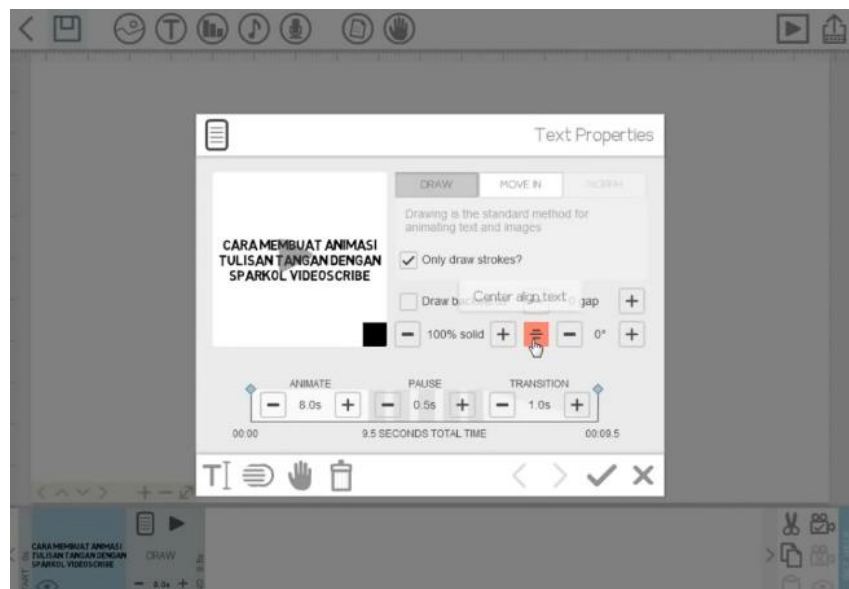 Text Properties
DRAW
MOVE IN
MORPH
Drawing is the standard method for
animating text and images
CARA MEMBUAT ANIMASI
TULISAN TANGAN DENGAN
SPARKOL VIDEOSCRIBE
Only draw strokes?
Draw
Center align text
gap
100% solid
0°
ANIMATE
PAUSE
TRANSITION
8.0s
0.5s
1.0s
00:00
9.5 SECONDS TOTAL TIME
00:09.5
CARA MEMBUAT ANIMASI
TULISAN TANGAN DENGAN
SPARKOL VIDEOSCRIBE
DRAW
8.0s